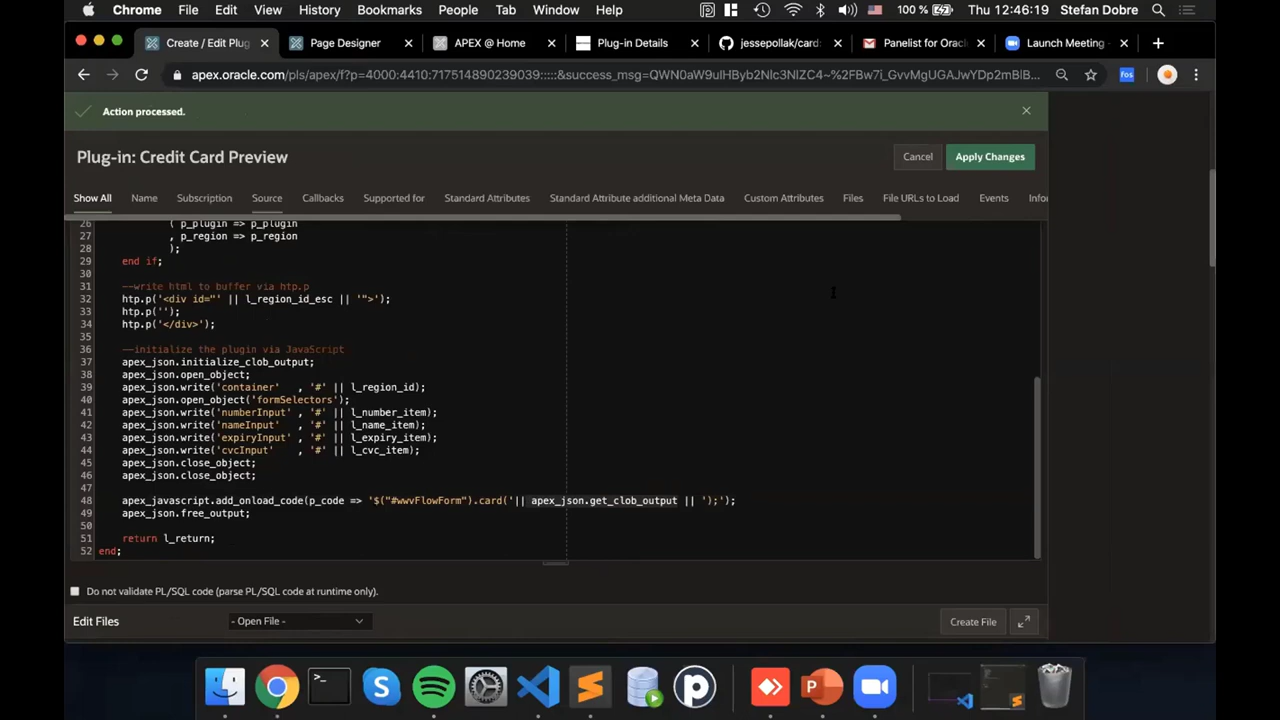 Chrome File Edit View History Bookmarks People Tab Window Help 100 % Thu 12:46:19 Stefan Dobre
Create / Edit Plug Page Designer APEX @ Home Plug-in Details jessepollak/card: Panelist for Oracl Launch Meeting -
apex.oracle.com/pls/apex/f?p=4000:4410:717514890239039:::::&success_msg=QWN0aW9uIHByb2Nlc3NlZC4~%2FBw7i_GvvMgUGAJwYDp2mBlB... fos
Action processed.
Plug-in: Credit Card Preview Cancel Apply Changes
Show All Name Subscription Source Callbacks Supported for Standard Attributes Standard Attribute additional Meta Data Custom Attributes Files File URLs to Load Events Info
26 ( p_plugin => p_plugin
27 , p_region => p_region
28 );
29 end if;
30
31 --write html to buffer via htp.p
32 htp.p('<div id="' || l_region_id_esc || '">');
33 htp.p('');
34 htp.p('</div>');
35
36 --initialize the plugin via JavaScript
37 apex_json.initialize_clob_output;
38 apex_json.open_object;
39 apex_json.write('container' , '#' || l_region_id);
40 apex_json.open_object('formSelectors');
41 apex_json.write('numberInput' , '#' || l_number_item);
42 apex_json.write('nameInput' , '#' || l_name_item);
43 apex_json.write('expiryInput' , '#' || l_expiry_item);
44 apex_json.write('cvcInput' , '#' || l_cvc_item);
45 apex_json.close_object;
46 apex_json.close_object;
47
48 apex_javascript.add_onload_code(p_code => '$("#wwvFlowForm").card('|| apex_json.get_clob_output || ');');
49 apex_json.free_output;
50
51 return l_return;
52 end;
Do not validate PL/SQL code (parse PL/SQL code at runtime only).
Edit Files - Open File - Create File